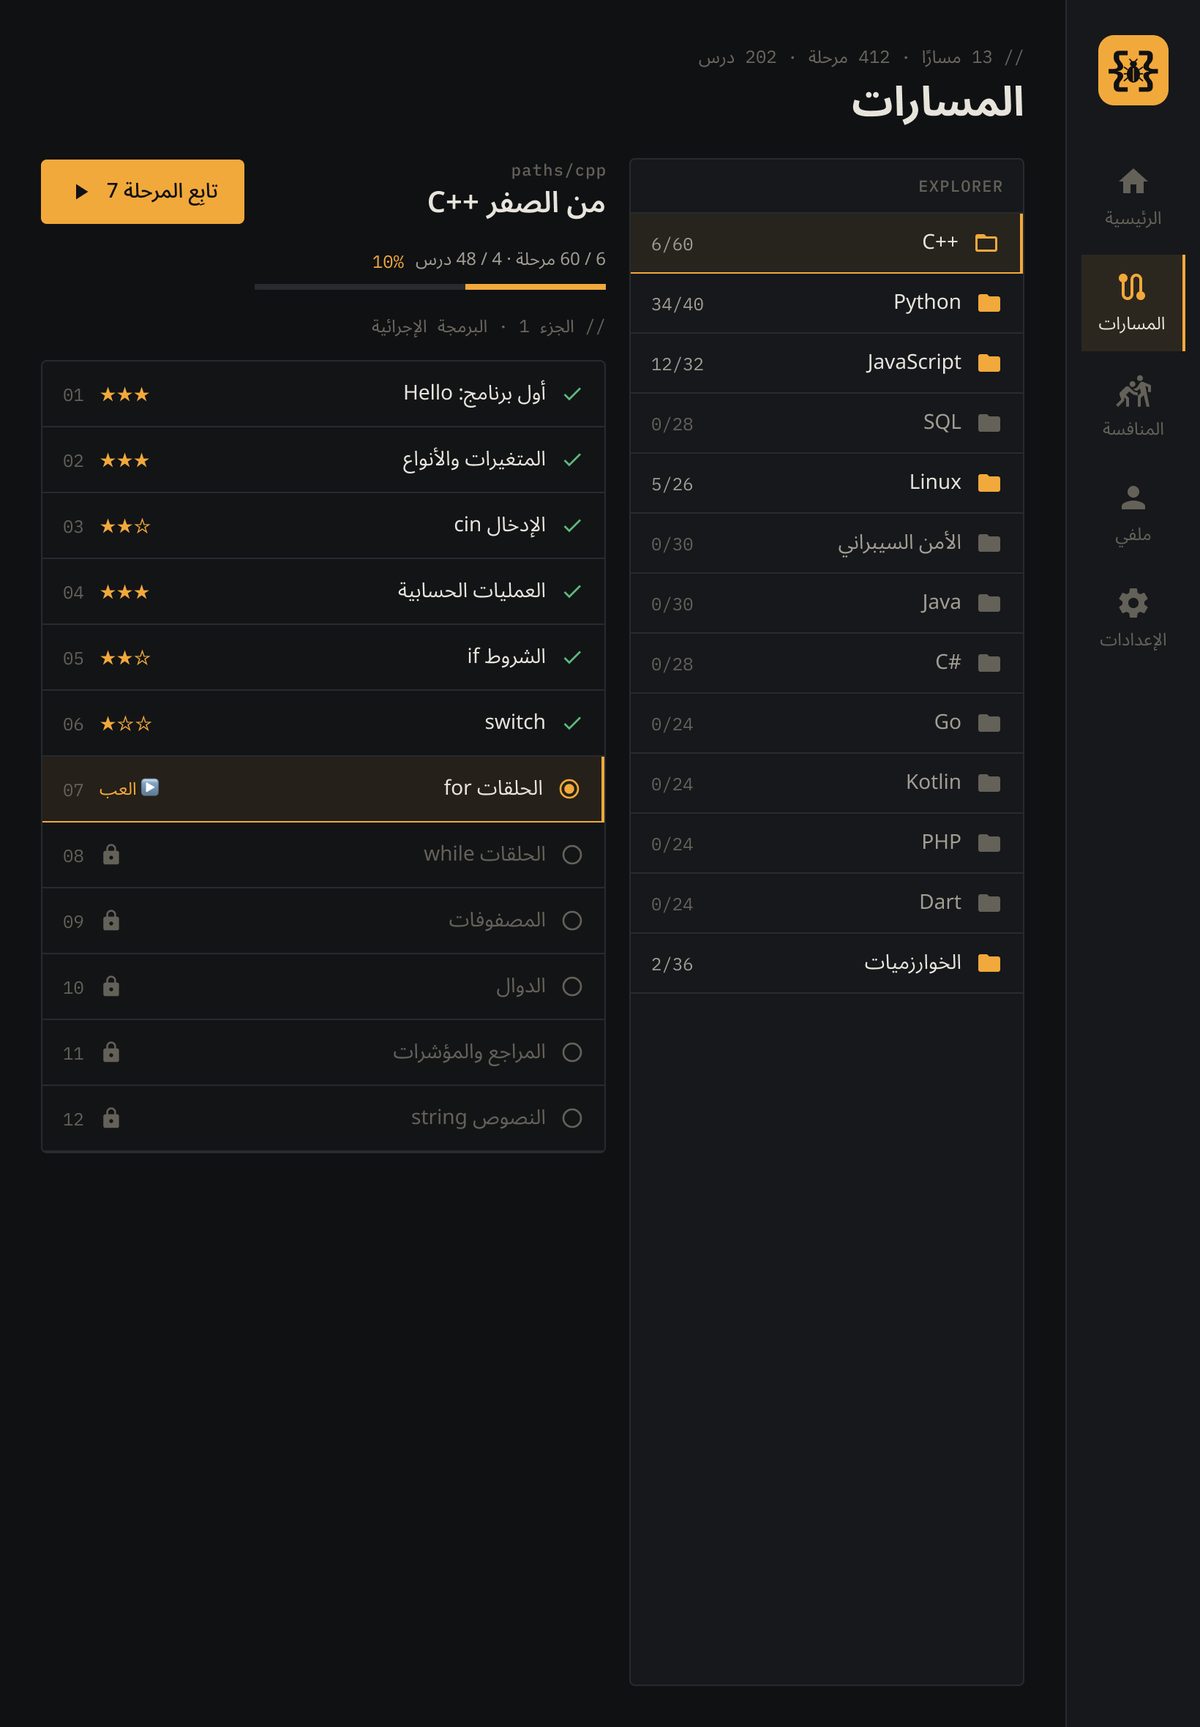 // 13 مسارًا · 412 مرحلة · 202 درس
المسارات
الرئيسية
المسارات
المنافسة
ملفي
الإعدادات
EXPLORER
C++ 6/60
Python 34/40
JavaScript 12/32
SQL 0/28
Linux 5/26
الأمن السيبراني 0/30
Java 0/30
C# 0/28
Go 0/24
Kotlin 0/24
PHP 0/24
Dart 0/24
الخوارزميات 2/36
paths/cpp
من الصفر C++
تابِع المرحلة 7
6 / 60 مرحلة · 4 / 48 درس 10%
// الجزء 1 · البرمجة الإجرائية
أول برنامج: Hello ★★★ 01
المتغيرات والأنواع ★★★ 02
الإدخال cin ★★☆ 03
العمليات الحسابية ★★★ 04
الشروط if ★★☆ 05
switch ★☆☆ 06
الحلقات for ▶ العب 07
الحلقات while 08
المصفوفات 09
الدوال 10
المراجع والمؤشرات 11
النصوص string 12